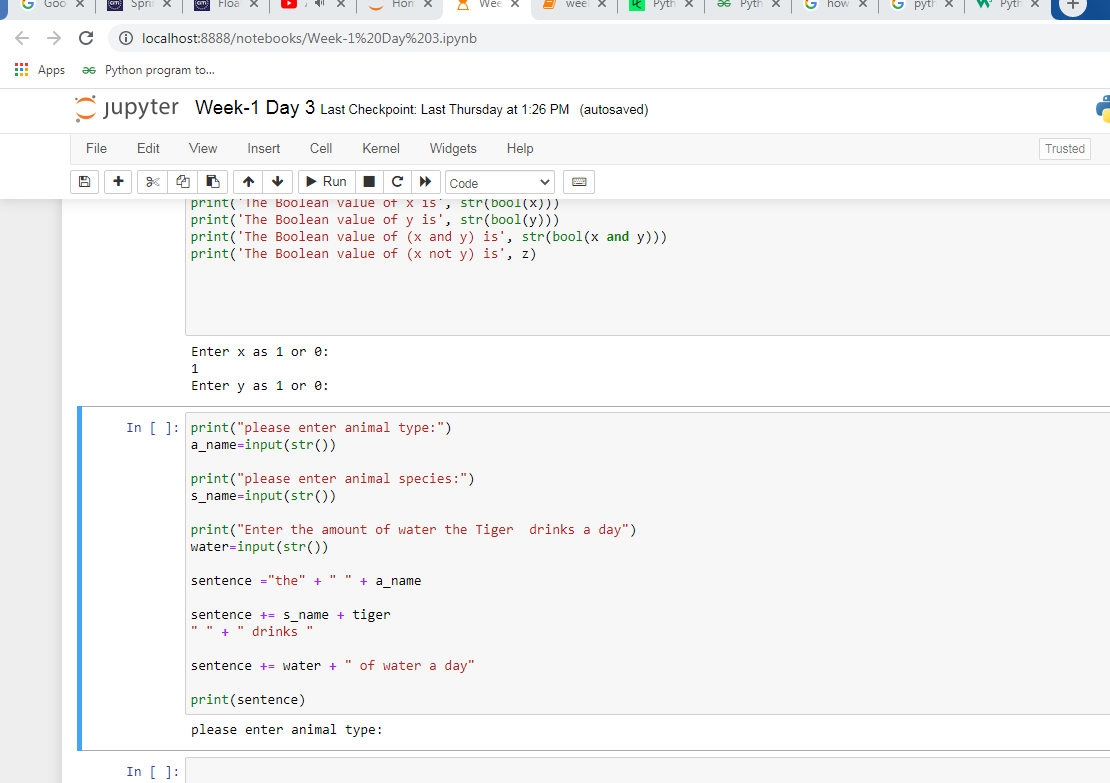 Goo
Spri
Floa
Hon
Wee
wee
Pyth
Pyth
how
pyth
Pyth
localhost:8888/notebooks/Week-1%20Day%203.ipynb
Apps Python program to...
jupyter Week-1 Day 3 Last Checkpoint: Last Thursday at 1:26 PM (autosaved)
File Edit View Insert Cell Kernel Widgets Help Trusted
Run Code
print('The Boolean value of x is', str(bool(x)))
print('The Boolean value of y is', str(bool(y)))
print('The Boolean value of (x and y) is', str(bool(x and y)))
print('The Boolean value of (x not y) is', z)
Enter x as 1 or 0:
1
Enter y as 1 or 0:
In [ ]: print("please enter animal type:")
a_name=input(str())
print("please enter animal species:")
s_name=input(str())
print("Enter the amount of water the Tiger  drinks a day")
water=input(str())
sentence ="the" + " " + a_name
sentence += s_name + tiger
" " + " drinks "
sentence += water + " of water a day"
print(sentence)
please enter animal type:
In [ ]: